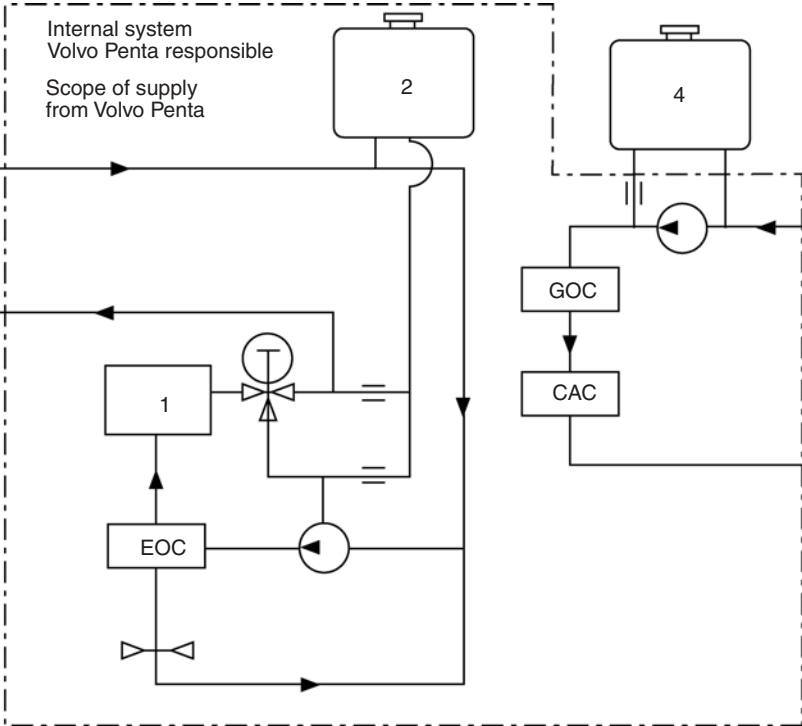 Internal system
Volvo Penta responsible
Scope of supply
from Volvo Penta
2
4
GOC
CAC
1
EOC